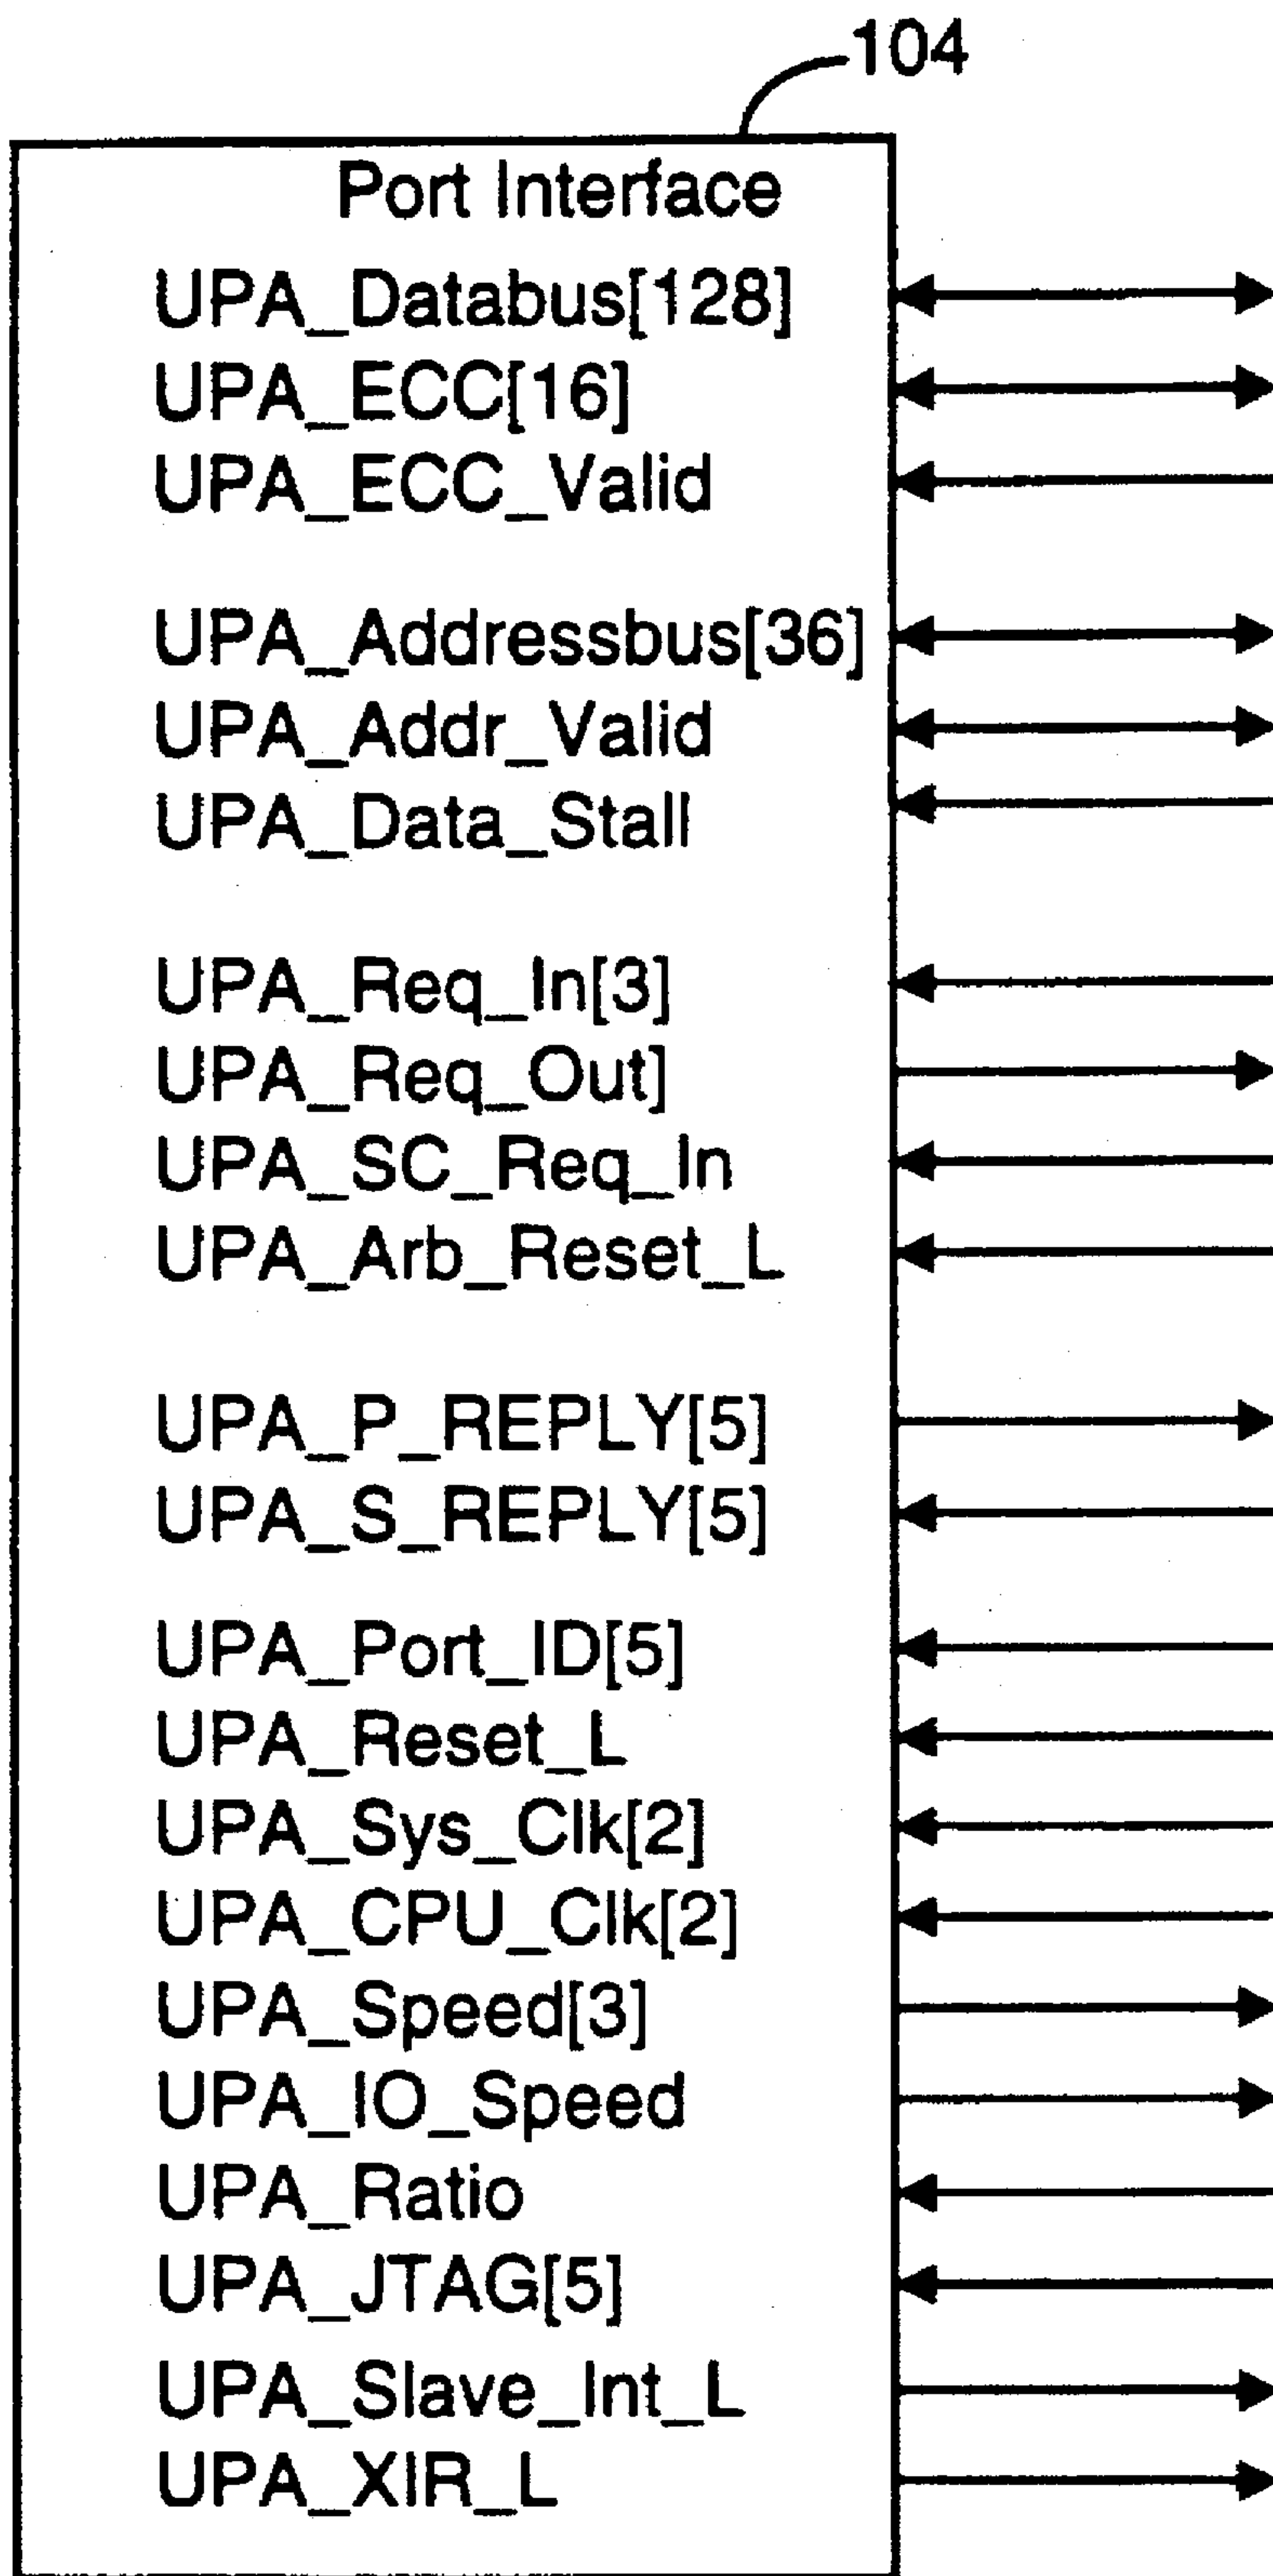 104
Port Interface
UPA_Databus[128]
UPA_ECC[16]
UPA_ECC_Valid
UPA_Addressbus[36]
UPA_Addr_Valid
UPA_Data_Stall
UPA_Req_In[3]
UPA_Req_Out]
UPA_SC_Req_In
UPA_Arb_Reset_L
UPA_P_REPLY[5]
UPA_S_REPLY[5]
UPA_Port_ID[5]
UPA_Reset_L
UPA_Sys_Clk[2]
UPA_CPU_Clk[2]
UPA_Speed[3]
UPA_IO_Speed
UPA_Ratio
UPA_JTAG[5]
UPA_Slave_Int_L
UPA_XIR_L